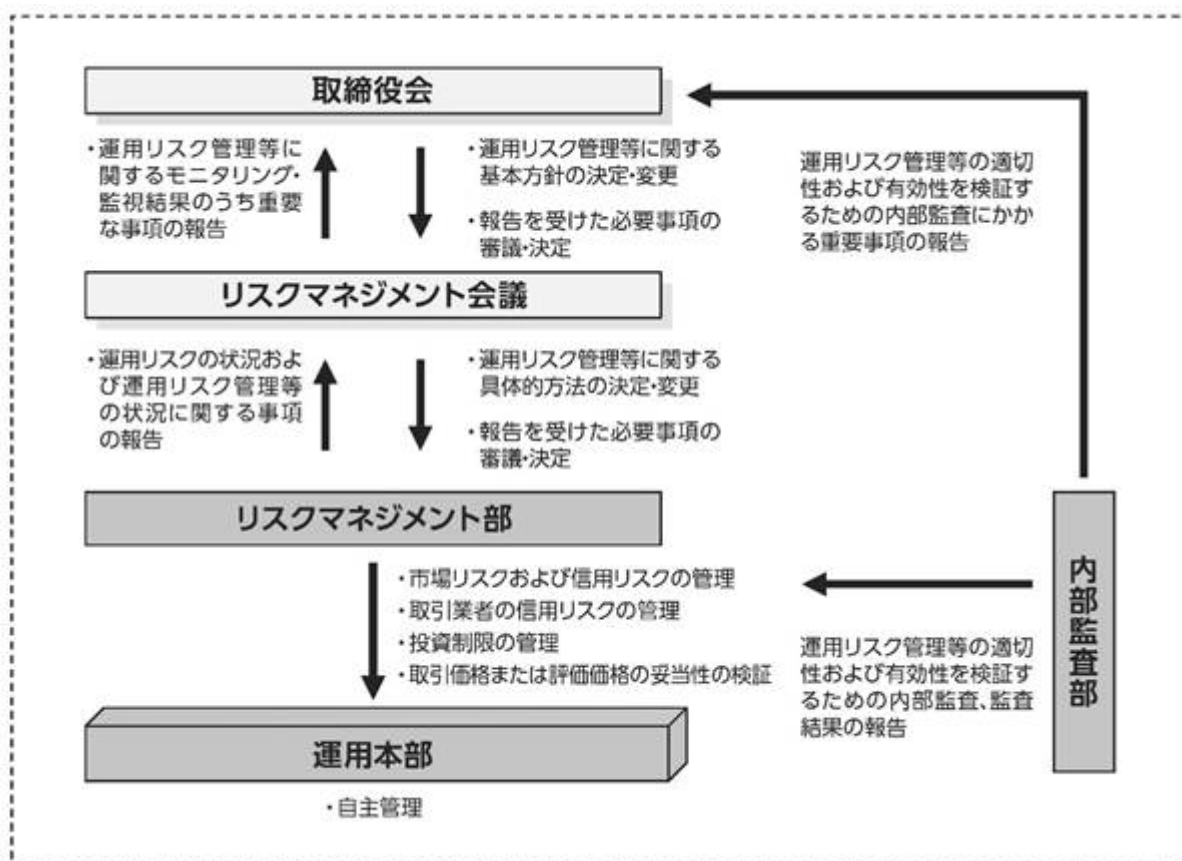 取締役会
・運用リスク管理等に
関するモニタリング・
監視結果のうち重要
な事項の報告
・運用リスク管理等に関する
基本方針の決定・変更
・報告を受けた必要事項の
審議・決定
運用リスク管理等の適切
性および有効性を検証す
るための内部監査にかか
る重要事項の報告
リスクマネジメント会議
・運用リスクの状況およ
び運用リスク管理等
の状況に関する事項
の報告
・運用リスク管理等に関する
具体的方法の決定・変更
・報告を受けた必要事項の
審議・決定
リスクマネジメント部
・市場リスクおよび信用リスクの管理
・取引業者の信用リスクの管理
・投資制限の管理
・取引価格または評価価格の妥当性の検証
運用リスク管理等の適切
性および有効性を検証す
るための内部監査、監査
結果の報告
内部監査部
運用本部
・自主管理